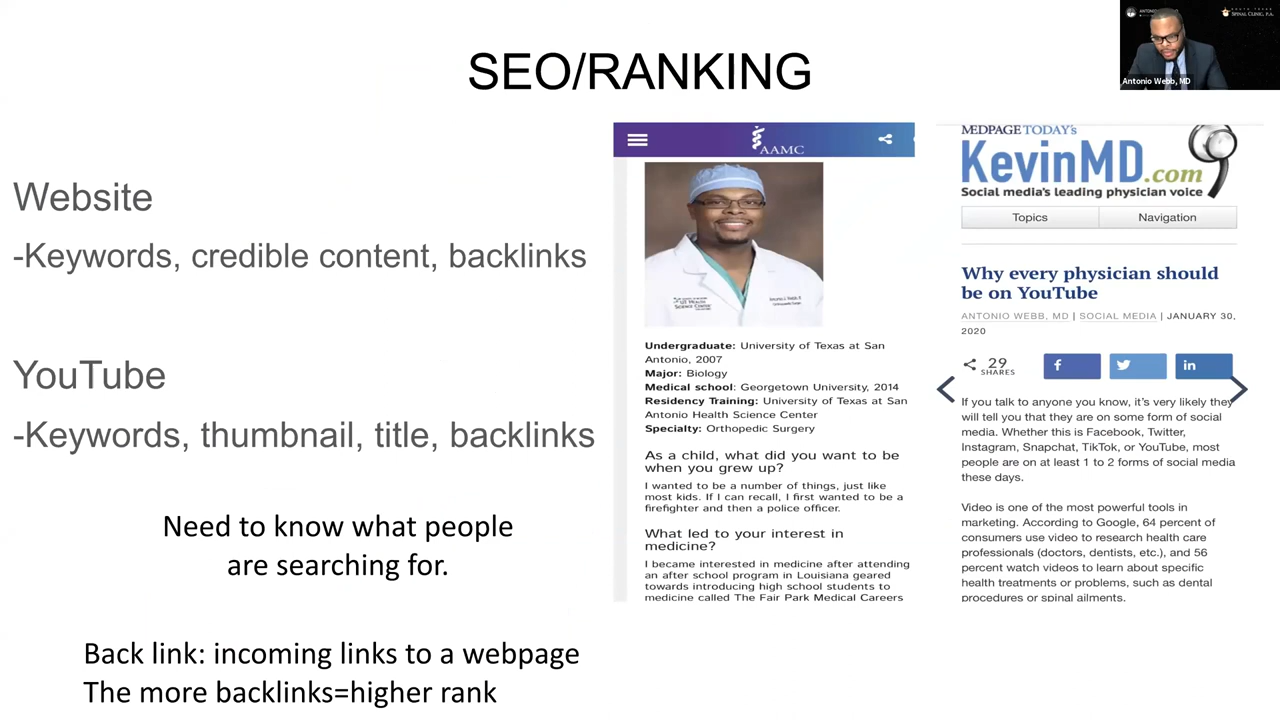 SEO/RANKING
SPINAL CLINIC, P.A.
Antonio Webb, MD
Website
-Keywords, credible content, backlinks
YouTube
-Keywords, thumbnail, title, backlinks
Need to know what people
are searching for.
Back link: incoming links to a webpage
The more backlinks=higher rank
AAMC
Undergraduate: University of Texas at San
Antonio, 2007
Major: Biology
Medical school: Georgetown University, 2014
Residency Training: University of Texas at San
Antonio Health Science Center
Specialty: Orthopedic Surgery
As a child, what did you want to be
when you grew up?
I wanted to be a number of things, just like
most kids. If I can recall, I first wanted to be a
firefighter and then a police officer.
What led to your interest in
medicine?
I became interested in medicine after attending
an after school program in Louisiana geared
towards introducing high school students to
medicine called The Fair Park Medical Careers
MEDPAGE TODAY's
KevinMD.com
Social media's leading physician voice
Topics
Navigation
Why every physician should
be on YouTube
ANTONIO WEBB, MD | SOCIAL MEDIA | JANUARY 30,
2020
29
SHARES
f
in
If you talk to anyone you know, it's very likely they
will tell you that they are on some form of social
media. Whether this is Facebook, Twitter,
Instagram, Snapchat, TikTok, or YouTube, most
people are on at least 1 to 2 forms of social media
these days.
Video is one of the most powerful tools in
marketing. According to Google, 64 percent of
consumers use video to research health care
professionals (doctors, dentists, etc.), and 56
percent watch videos to learn about specific
health treatments or problems, such as dental
procedures or spinal ailments.